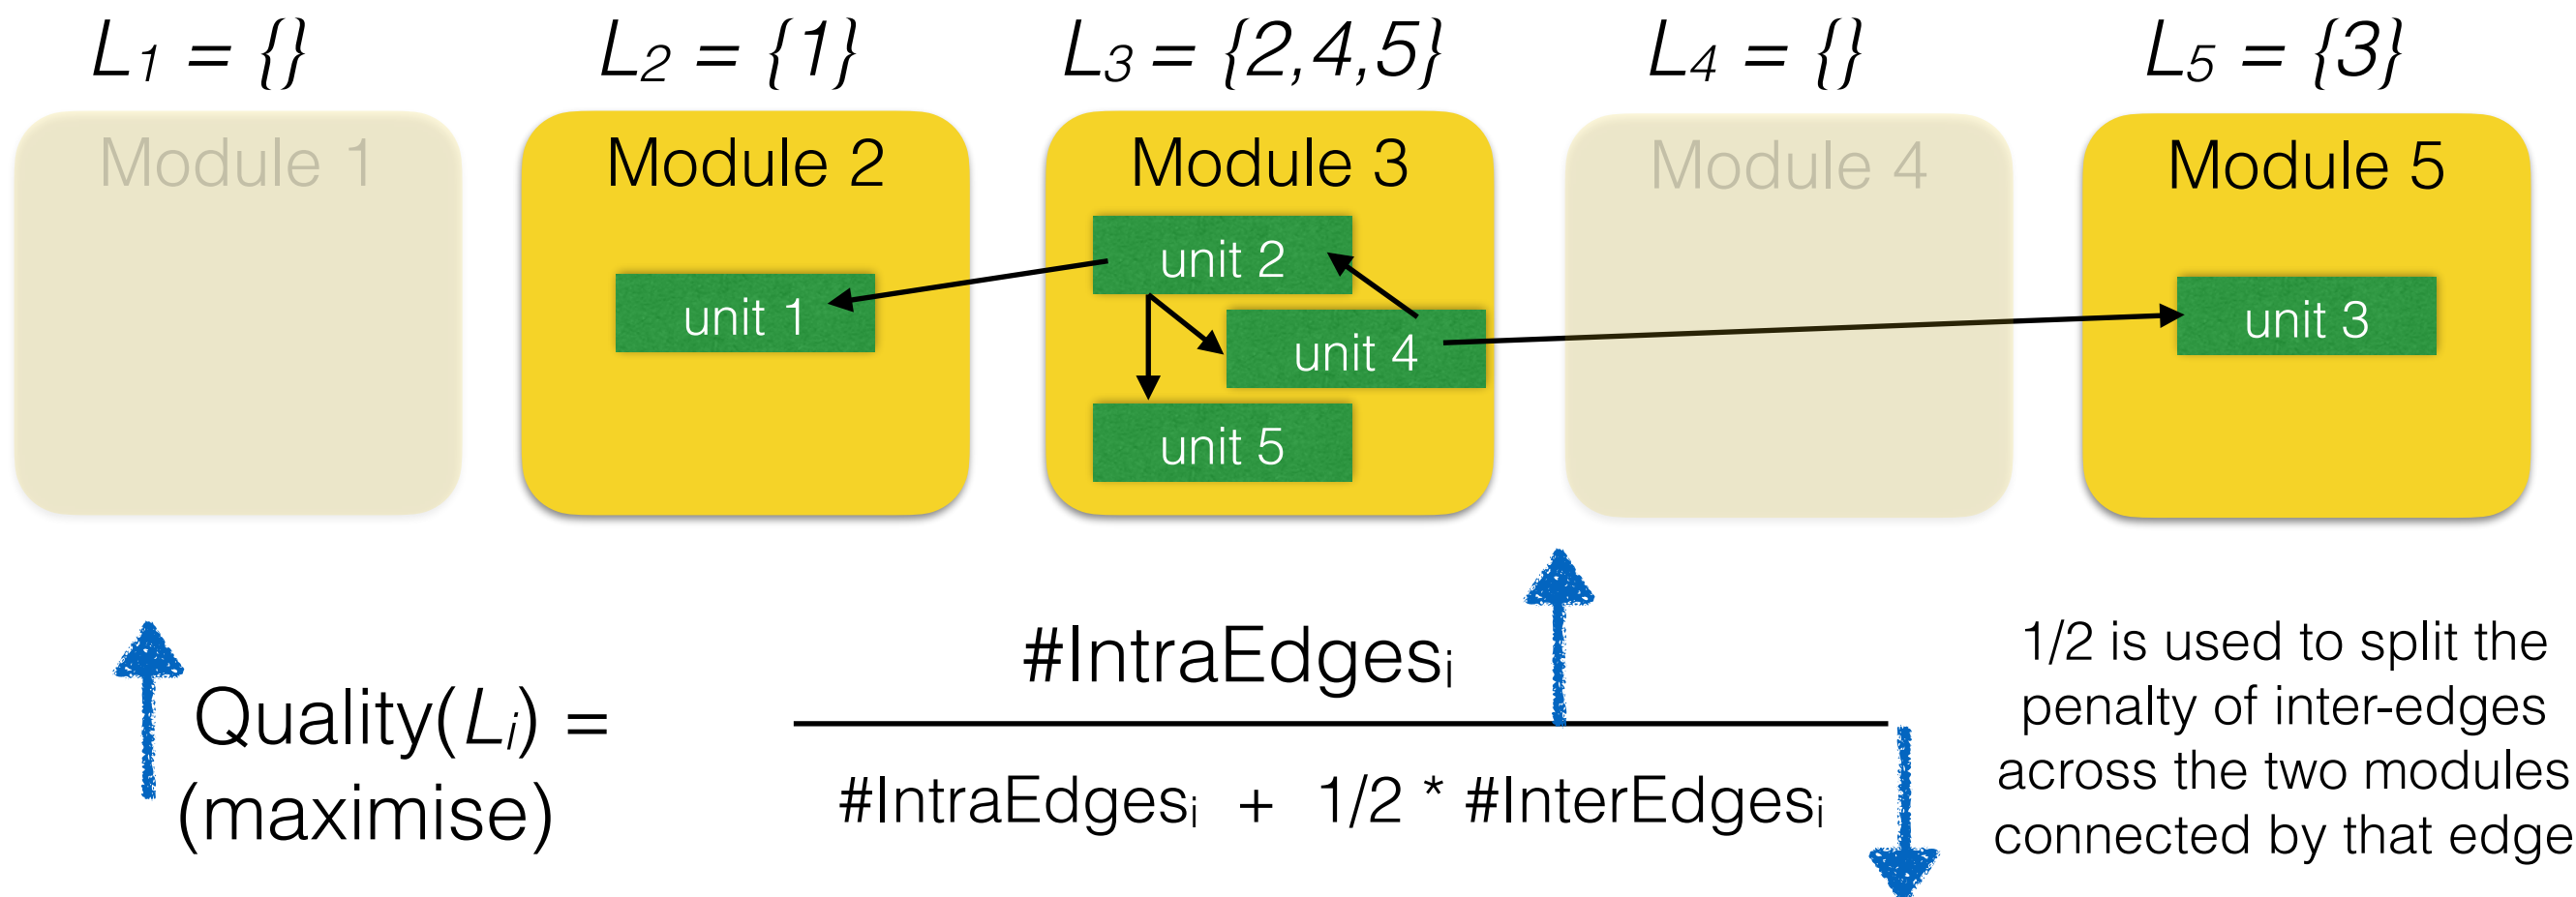 L1 = {} L2 = {1} L3 = {2,4,5} L4 = {} L5 = {3}
Module 1 Module 2 Module 3 Module 4 Module 5
unit 2
unit 1 unit 3
unit 4
unit 5
#IntraEdgesi
Quality(Li) =
(maximise)
#IntraEdgesi + 1/2 * #InterEdgesi
1/2 is used to split the
penalty of inter-edges
across the two modules
connected by that edge